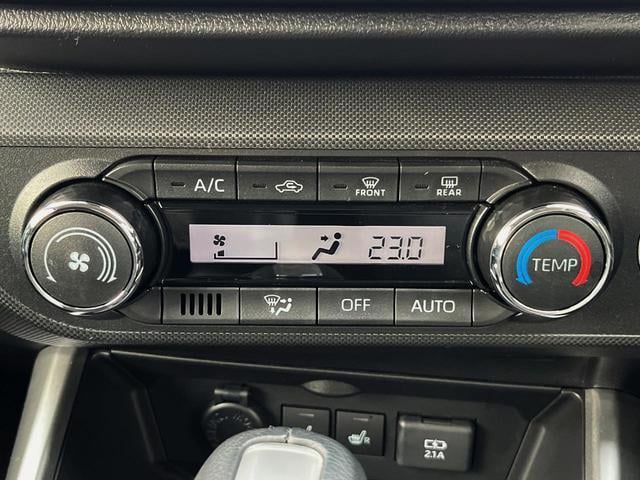 A/C
FRONT
REAR
23.0
TEMP
OFF
AUTO
R
2.1A